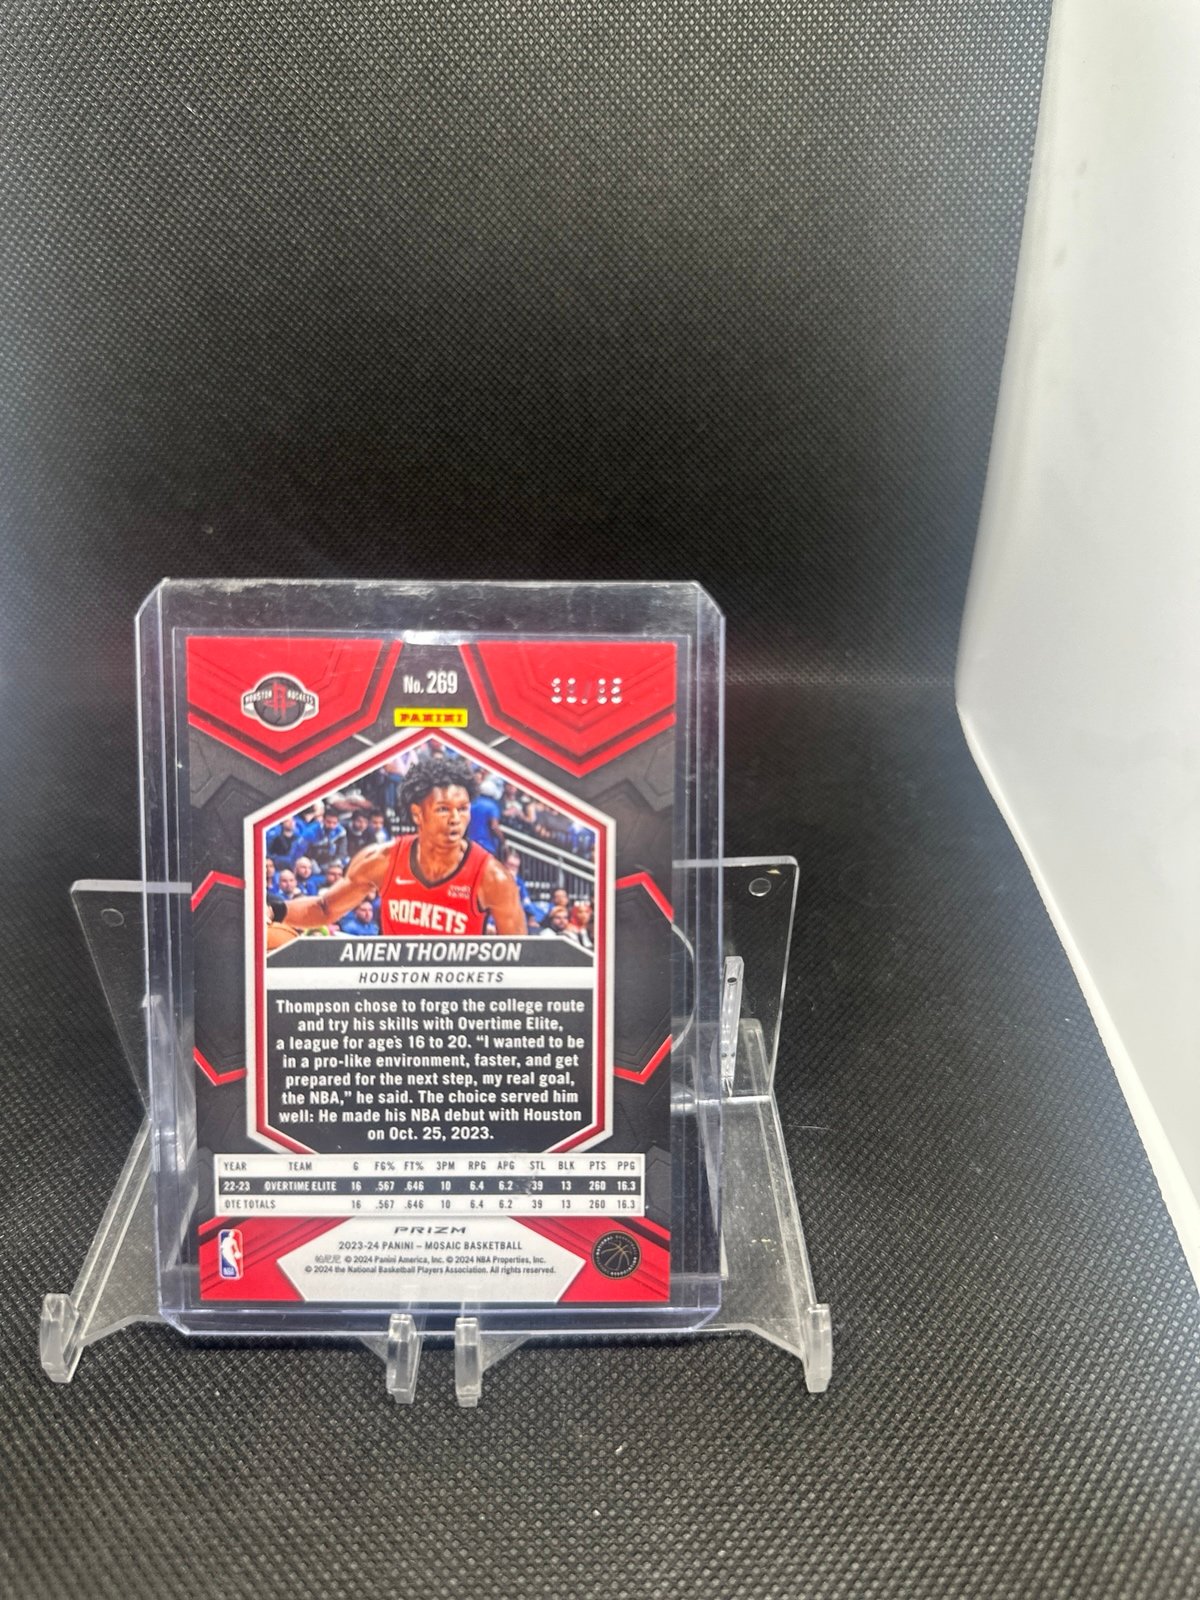 HOUSTON ROCKETS
No. 269
PANINI
ROCKETS
AMEN THOMPSON
HOUSTON ROCKETS
Thompson chose to forgo the college route
and try his skills with Overtime Elite,
a league for ages 16 to 20. “I wanted to be
in a pro-like environment, faster, and get
prepared for the next step, my real goal,
the NBA,” he said. The choice served him
well: He made his NBA debut with Houston
on Oct. 25, 2023.
YEAR TEAM G FG% FT% 3PM RPG APG STL BLK PTS PPG
22-23 OVERTIME ELITE 16 .567 .646 10 6.4 6.2 39 13 260 16.3
OTE TOTALS 16 .567 .646 10 6.4 6.2 39 13 260 16.3
PRIZM
2023-24 PANINI – MOSAIC BASKETBALL
© 2024 Panini America, Inc. © 2024 NBA Properties, Inc.
© 2024 the National Basketball Players Association. All rights reserved.
NBA